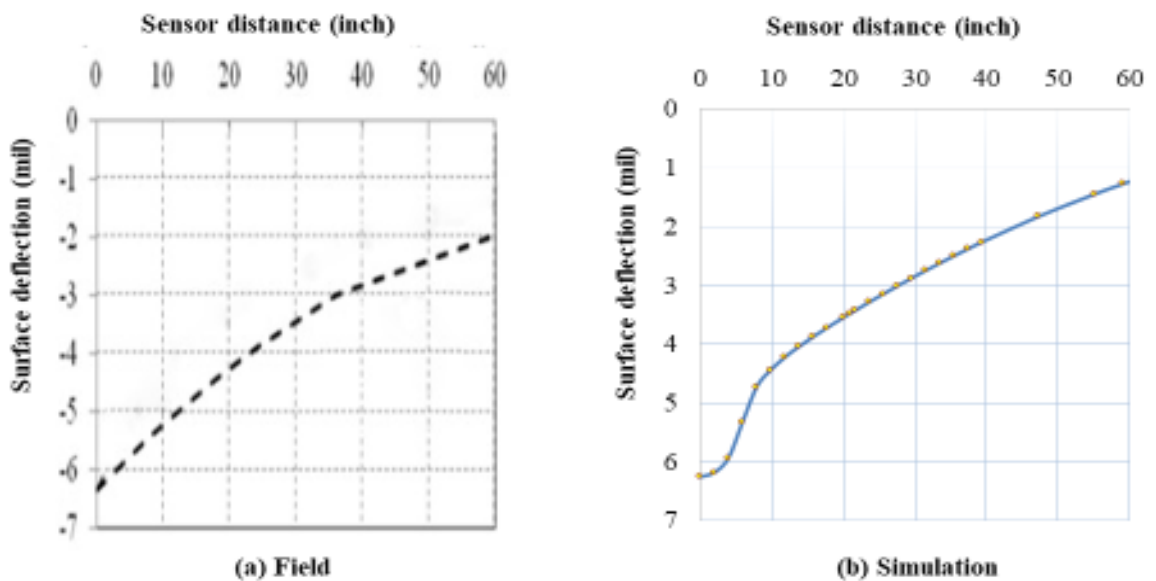 Sensor distance (inch)
0 10 20 30 40 50 60
Surface deflection (mil)
0
-1
-2
-3
-4
-5
-6
-7
(a) Field
Sensor distance (inch)
0 10 20 30 40 60
Surface deflection (mil)
0
1
2
3
4
5
6
7
(b) Simulation